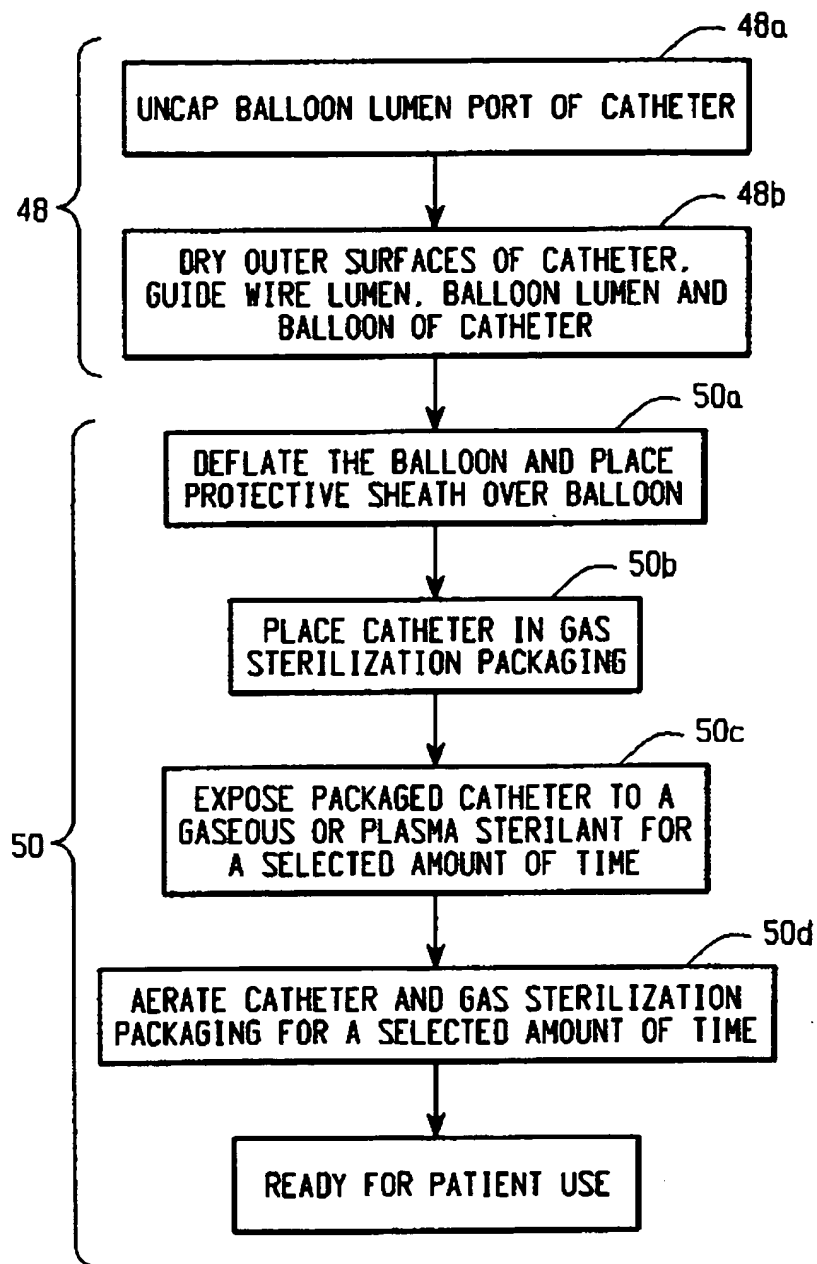 48a
UNCAP BALLOON LUMEN PORT OF CATHETER
48
48b
DRY OUTER SURFACES OF CATHETER,
GUIDE WIRE LUMEN, BALLOON LUMEN AND
BALLOON OF CATHETER
50a
DEFLATE THE BALLOON AND PLACE
PROTECTIVE SHEATH OVER BALLOON
50b
PLACE CATHETER IN GAS
STERILIZATION PACKAGING
50c
EXPOSE PACKAGED CATHETER TO A
GASEOUS OR PLASMA STERILANT FOR
A SELECTED AMOUNT OF TIME
50
50d
AERATE CATHETER AND GAS STERILIZATION
PACKAGING FOR A SELECTED AMOUNT OF TIME
READY FOR PATIENT USE